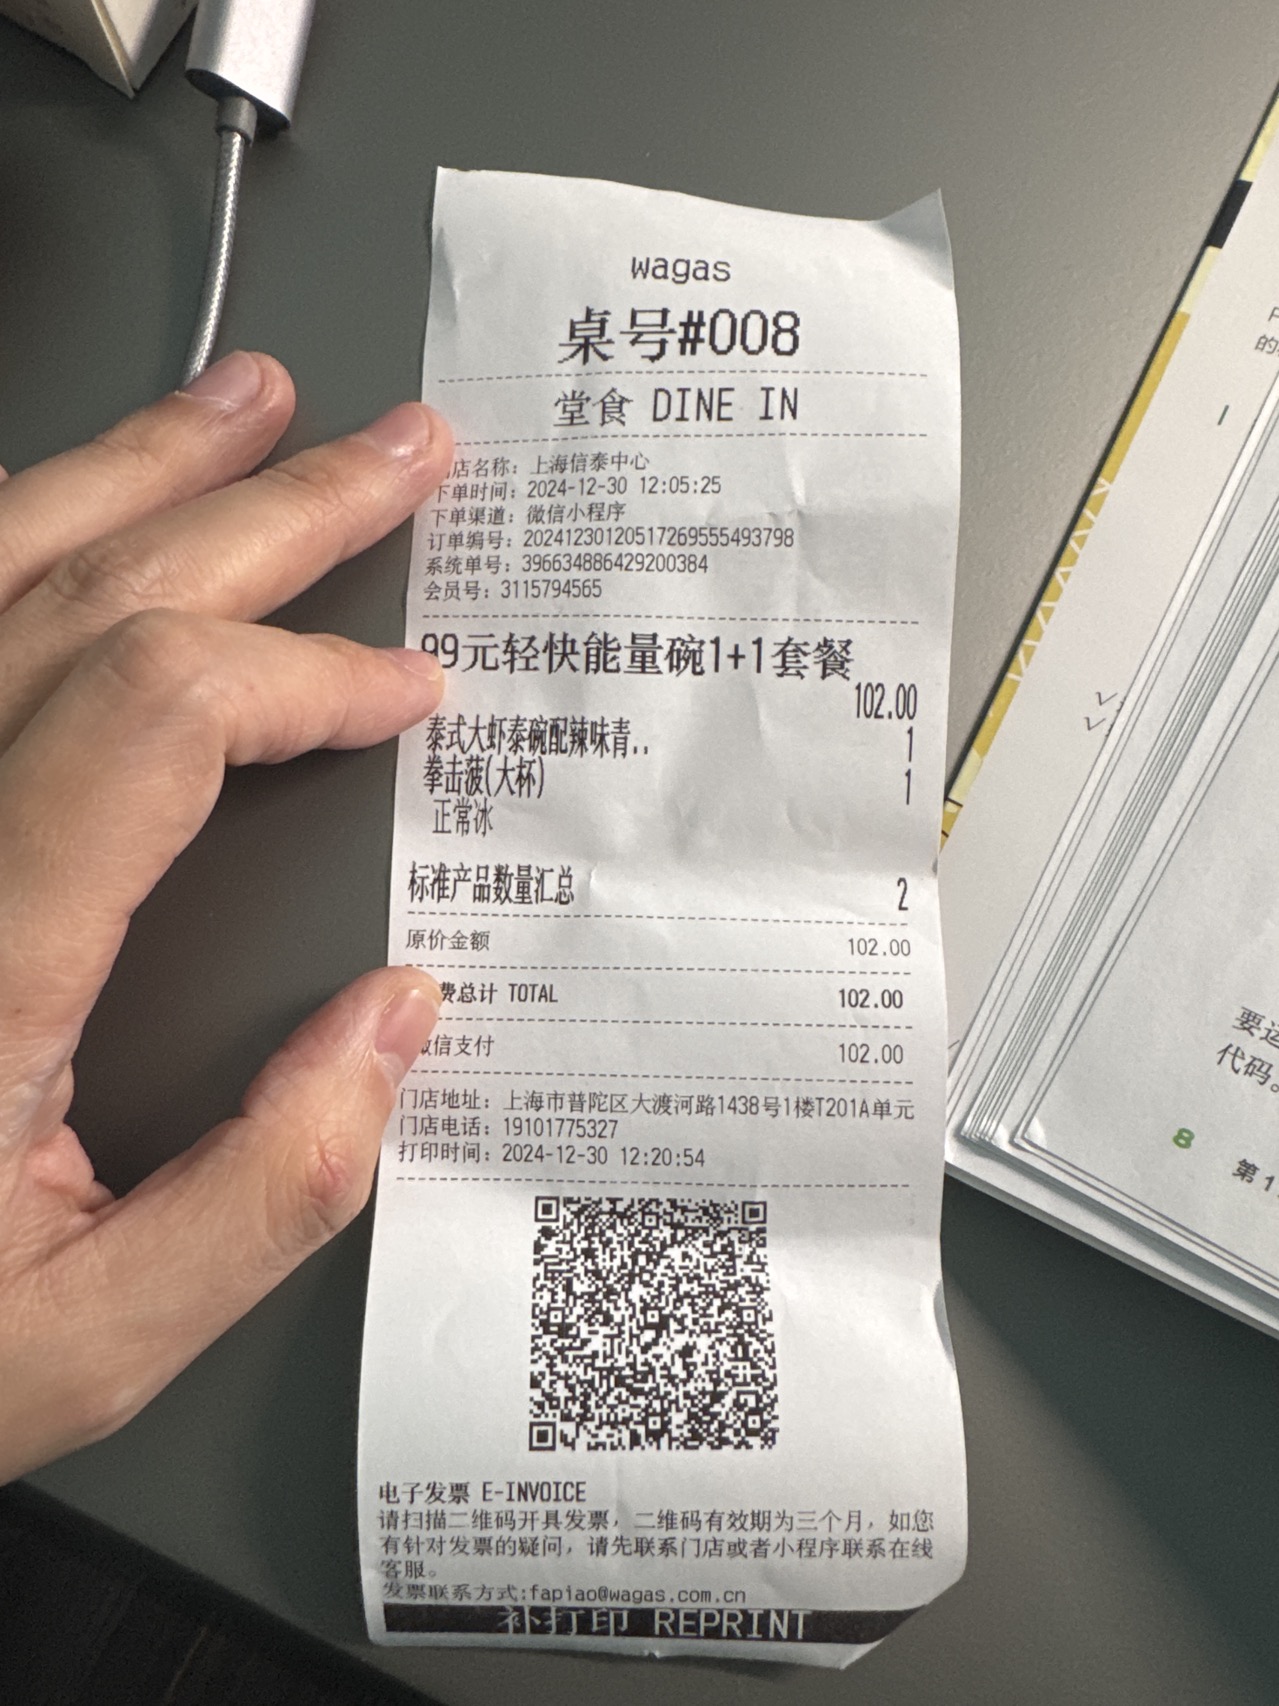 wagas
桌号#008
堂食 DINE IN
店名称: 上海信泰中心
下单时间: 2024-12-30 12:05:25
下单渠道: 微信小程序
订单编号: 20241230120517269555493798
系统单号: 396634886429200384
会员号: 3115794565
99元轻快能量碗1+1套餐
102.00
泰式大虾泰碗配辣味青.. 1
拳击菠(大杯) 1
正常冰
标准产品数量汇总 2
原价金额 102.00
费总计 TOTAL 102.00
微信支付 102.00
门店地址: 上海市普陀区大渡河路1438号1楼T201A单元
门店电话: 19101775327
打印时间: 2024-12-30 12:20:54
电子发票 E-INVOICE
请扫描二维码开具发票, 二维码有效期为三个月, 如您
有针对发票的疑问, 请先联系门店或者小程序联系在线
客服。
发票联系方式:fapiao@wagas.com.cn
补打印 REPRINT
的
要运
代码。
8 第1